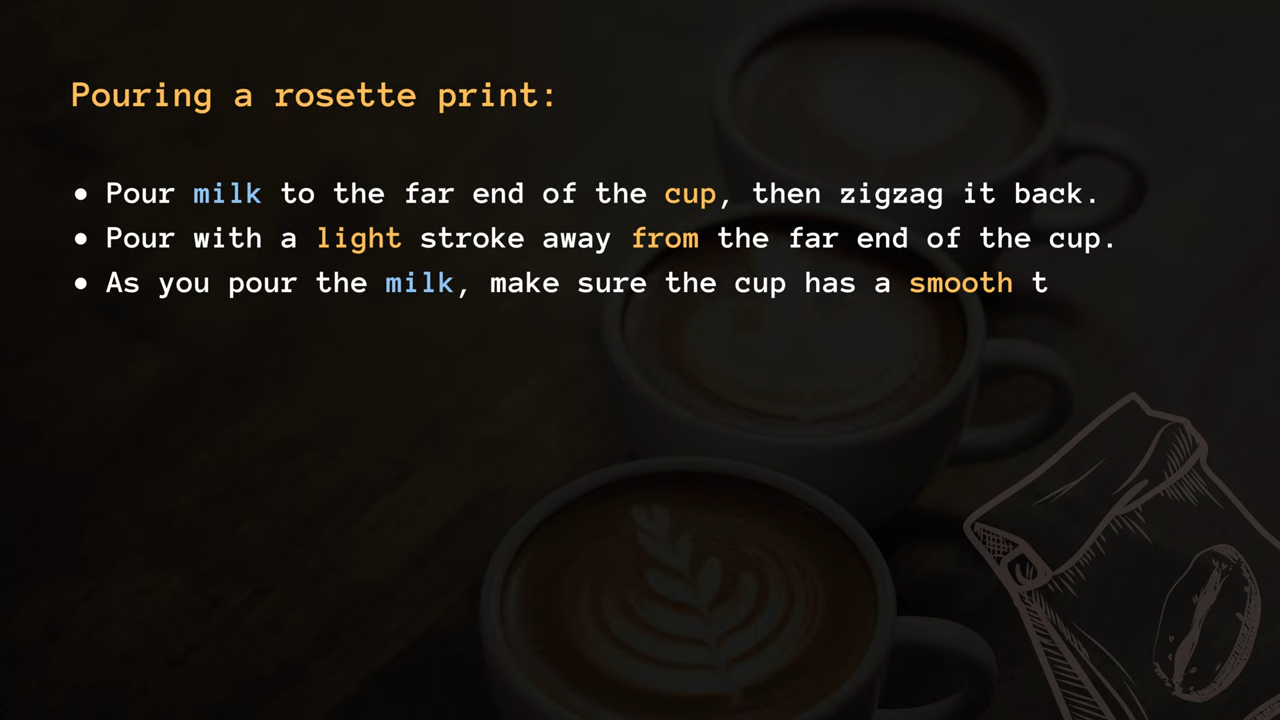 Pouring a rosette print:
• Pour milk to the far end of the cup, then zigzag it back.
• Pour with a light stroke away from the far end of the cup.
• As you pour the milk, make sure the cup has a smooth t